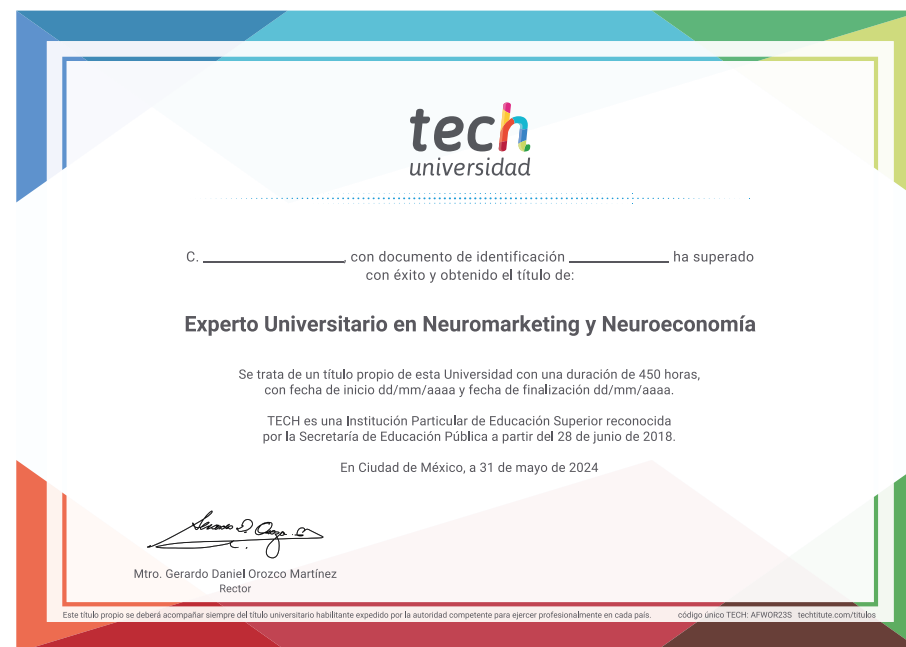 tech
universidad
C. ____________, con documento de identificación ____________ ha superado
con éxito y obtenido el título de:
Experto Universitario en Neuromarketing y Neuroeconomía
Se trata de un título propio de esta Universidad con una duración de 450 horas,
con fecha de inicio dd/mm/aaaa y fecha de finalización dd/mm/aaaa.
TECH es una Institución Particular de Educación Superior reconocida
por la Secretaría de Educación Pública a partir del 28 de junio de 2018.
En Ciudad de México, a 31 de mayo de 2024
Mtro. Gerardo Daniel Orozco Martínez
Rector
Este título propio se deberá acompañar siempre del título universitario habilitante expedido por la autoridad competente para ejercer profesionalmente en cada país. código único TECH: AFWOR23S techtitute.com/titulos